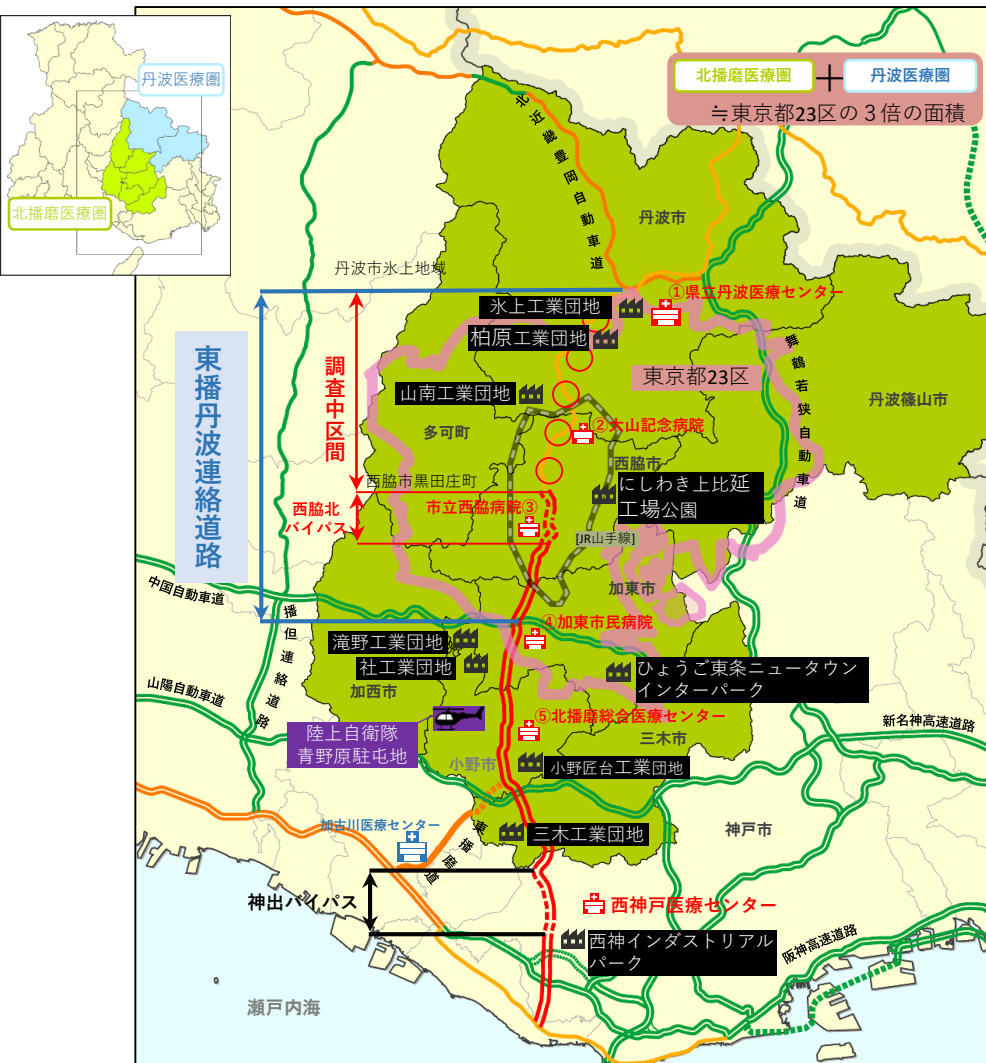 丹波医療圏
北播磨医療圏
北播磨医療圏
＋
丹波医療圏
≒東京都23区の３倍の面積
北近畿豊岡自動車道
丹波市
丹波市氷上地域
①県立丹波医療センター
氷上工業団地
柏原工業団地
東京都23区
舞鶴若狭自動車道
丹波篠山市
山南工業団地
東播丹波連絡道路
調査中区間
多可町
②大山記念病院
西脇市
西脇市黒田庄町
にしわき上比延
工場公園
西脇北
バイパス
市立西脇病院③
[JR山手線]
中国自動車道
加東市
播但連絡道路
④加東市民病院
滝野工業団地
社工業団地
ひょうご東条ニュータウン
インターパーク
山陽自動車道
加西市
⑤北播磨総合医療センター
新名神高速道路
陸上自衛隊
青野原駐屯地
三木市
小野市
小野匠台工業団地
加古川医療センター
東播磨道
三木工業団地
神戸市
神出バイパス
西神戸医療センター
西神インダストリアル
パーク
阪神高速道路
瀬戸内海